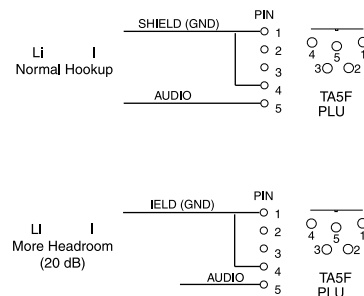 SHIELD (GND)
PIN
1
2
3
4
5
Li I
Normal Hookup
AUDIO
4 5 1
3 2
TA5F
PLU
IELD (GND)
PIN
1
2
3
4
5
LI I
More Headroom
(20 dB)
AUDIO
4 5 1
3 2
TA5F
PLU